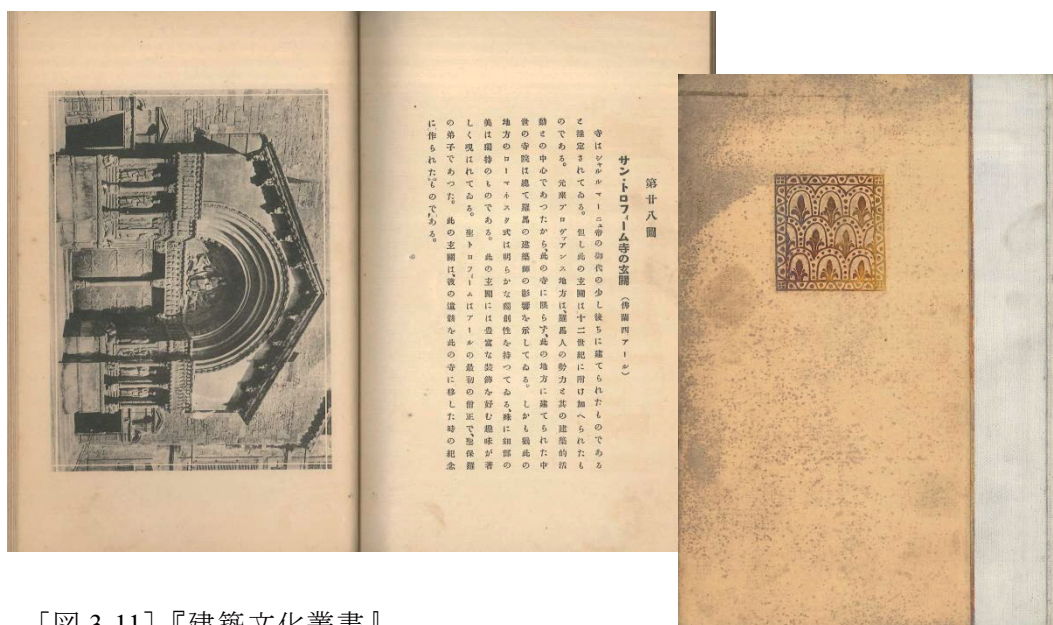 第廿八圖
サン・トロフィーム寺の玄關 (佛蘭西アール)
寺はシャルルマーニュ帝の御代の少し後ちに建てられたものである
と推定されてゐる。但し此の玄關は十二世紀に附け加へられたも
のである。元來プロヴァンス地方は、羅馬人の勢力と其の建築的活
動との中心であつたから、此の寺に限らず、此の地方に建てられた中
世の寺院は總て羅馬の建築師の影響を示してゐる。しかも猶此の
地方のローマネスク式は明らかな獨創性を持つてゐる、殊に細部の
美は獨特のものである。此の玄關には豊富な裝飾を好む趣味が著
しく現はれてゐる。聖トロフィームはアールの最初の僧正で、聖保羅
の弟子であつた。此の玄關は、彼の遺骸を此の寺に移した時の紀念
に作られたものである。
[図 3-11]『建築文化叢書』